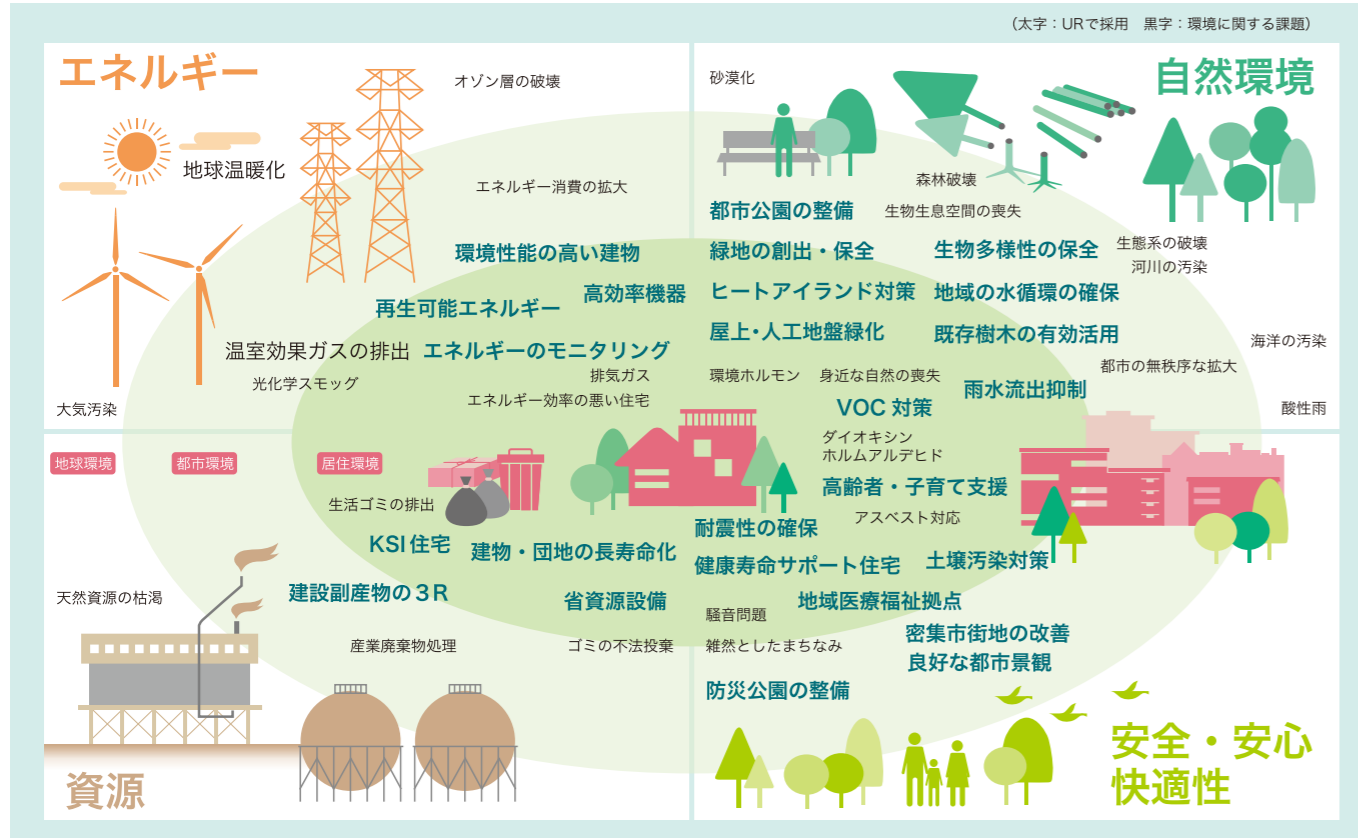 (太字：URで採用　黒字：環境に関する課題)
エネルギー
オゾン層の破壊
地球温暖化
エネルギー消費の拡大
環境性能の高い建物
高効率機器
再生可能エネルギー
温室効果ガスの排出
エネルギーのモニタリング
排気ガス
光化学スモッグ
エネルギー効率の悪い住宅
大気汚染
自然環境
砂漠化
森林破壊
都市公園の整備
生物生息空間の喪失
緑地の創出・保全
生物多様性の保全
生態系の破壊
河川の汚染
ヒートアイランド対策
地域の水循環の確保
屋上・人工地盤緑化
既存樹木の有効活用
海洋の汚染
都市の無秩序な拡大
環境ホルモン
身近な自然の喪失
雨水流出抑制
VOC 対策
酸性雨
地球環境
都市環境
居住環境
生活ゴミの排出
KSI 住宅
建物・団地の長寿命化
建設副産物の３R
省資源設備
天然資源の枯渇
産業廃棄物処理
ゴミの不法投棄
資源
ダイオキシン
ホルムアルデヒド
高齢者・子育て支援
アスベスト対応
耐震性の確保
健康寿命サポート住宅
土壌汚染対策
地域医療福祉拠点
騒音問題
密集市街地の改善
雑然としたまちなみ
良好な都市景観
防災公園の整備
安全・安心
快適性